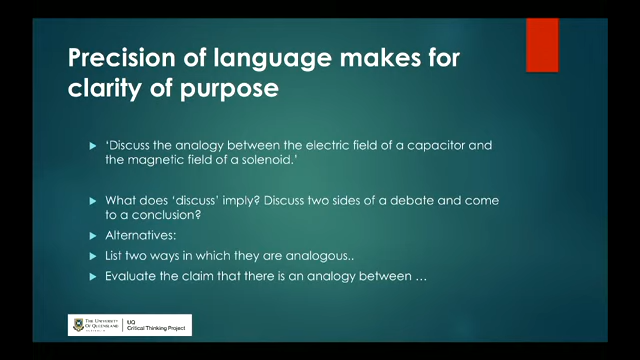 Precision of language makes for
clarity of purpose
‘Discuss the analogy between the electric field of a capacitor and
the magnetic field of a solenoid.’
What does ‘discuss’ imply? Discuss two sides of a debate and come
to a conclusion?
Alternatives:
List two ways in which they are analogous..
Evaluate the claim that there is an analogy between …
THE UNIVERSITY
OF QUEENSLAND
UQ
Critical Thinking Project